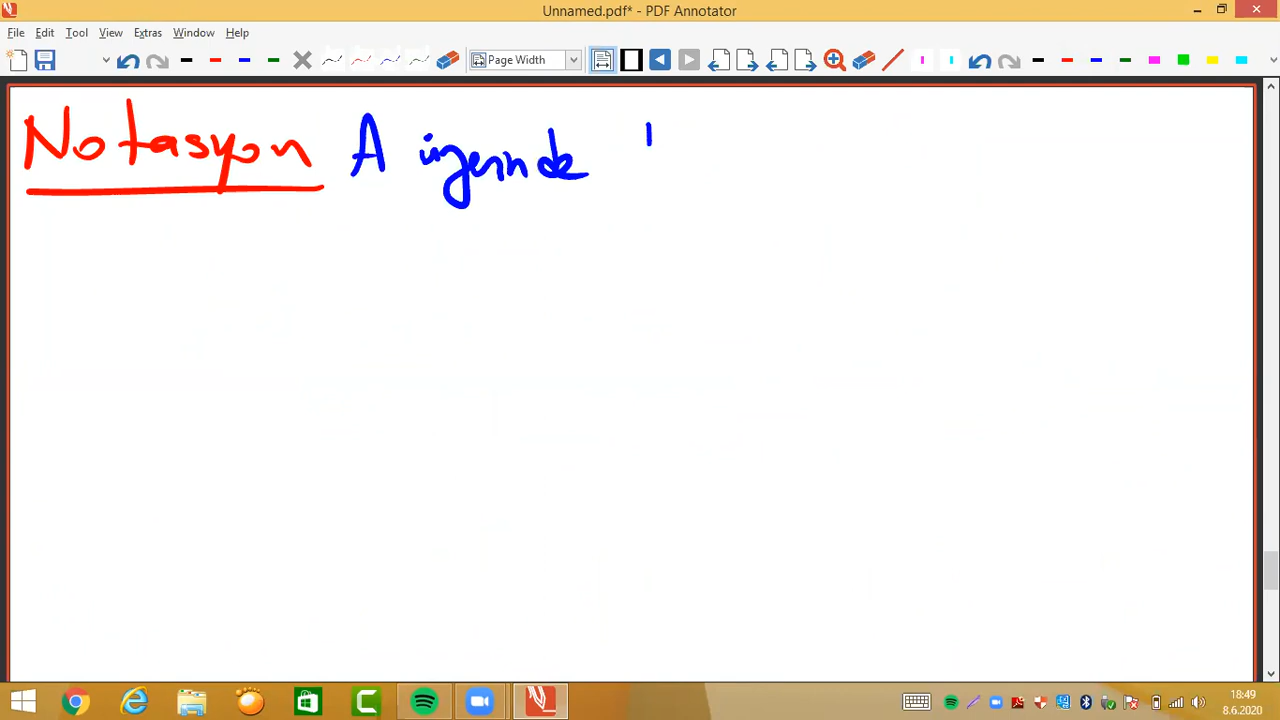 Unnamed.pdf* - PDF Annotator
File Edit Tool View Extras Window Help
Page Width
Notasyon A üzerinde
18:49
8.6.2020